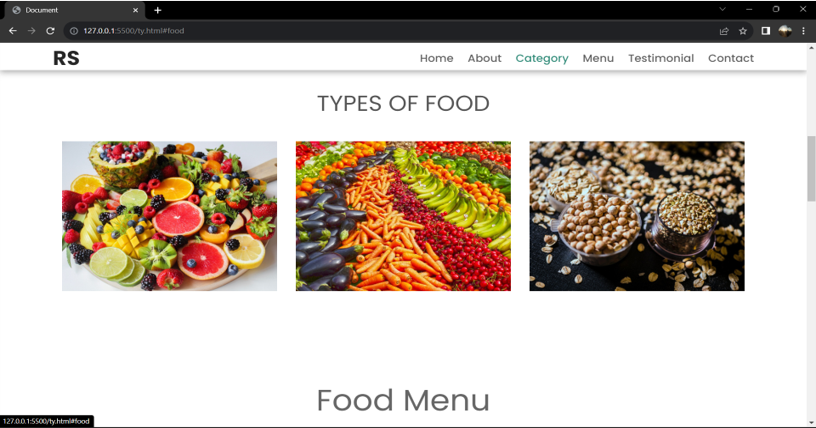 Document
127.0.0.1:5500/ty.html#food
RS
Home About Category Menu Testimonial Contact
TYPES OF FOOD
Food Menu
127.0.0.1:5500/ty.html#food